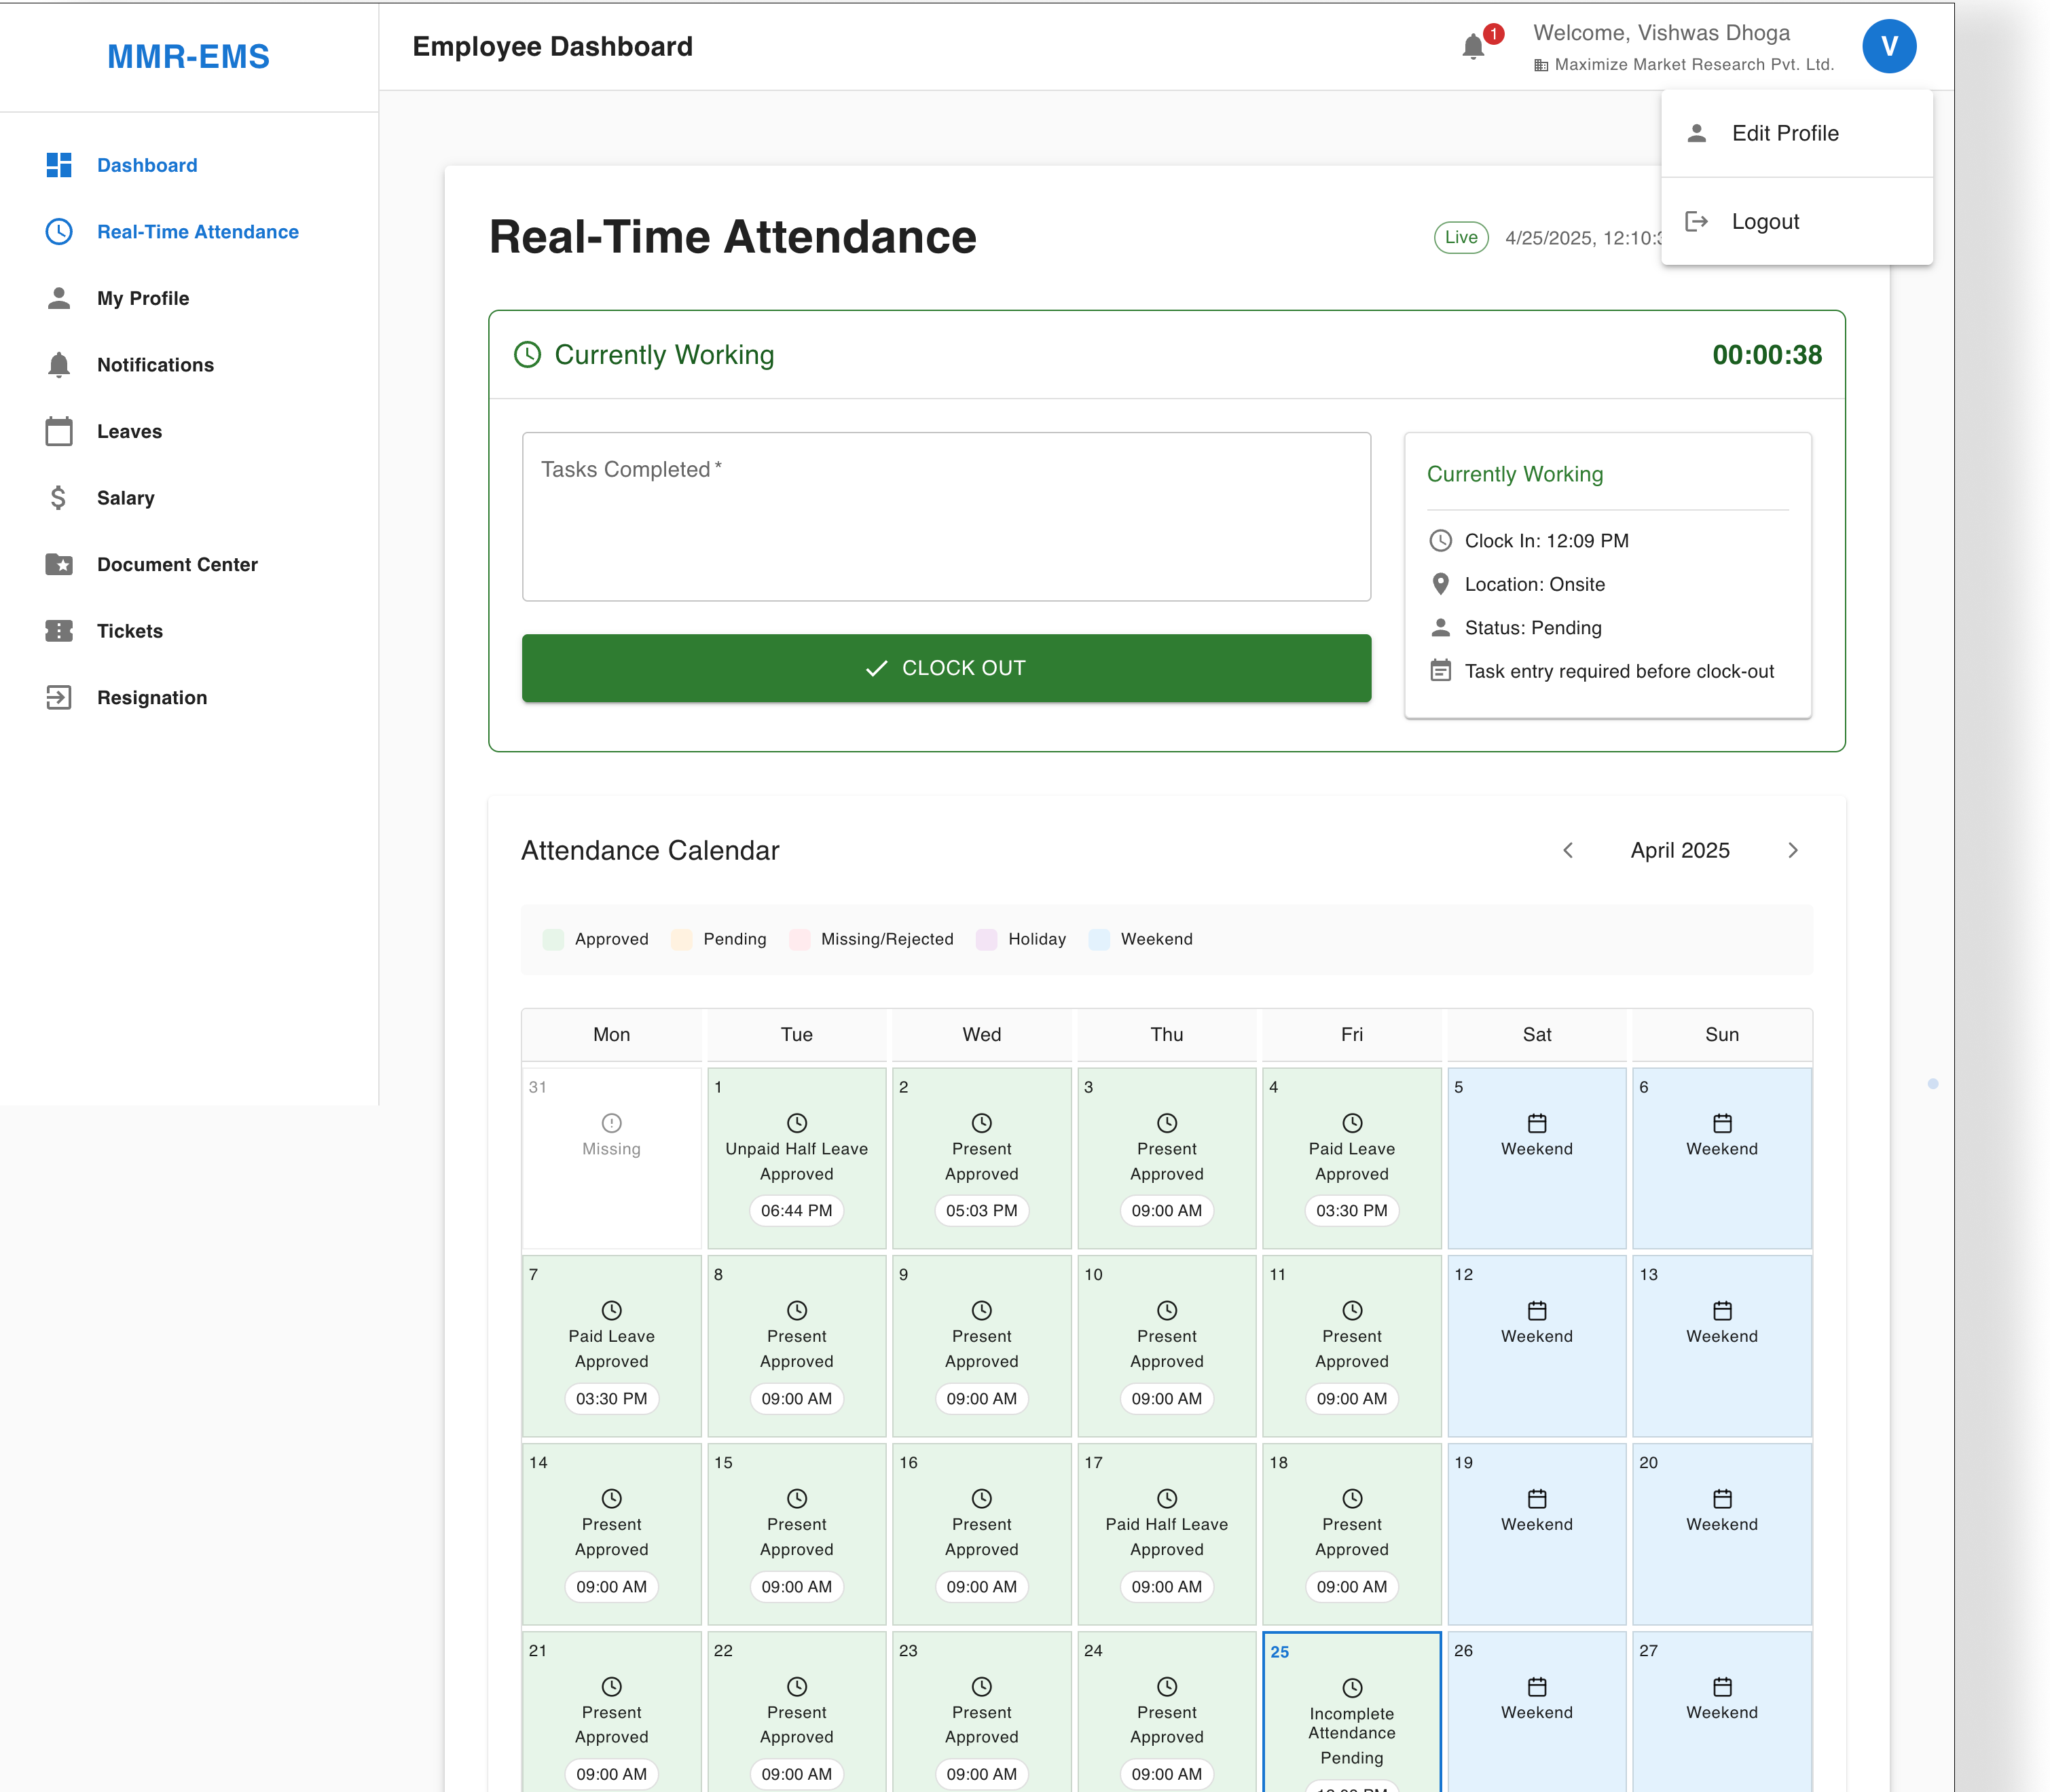 MMR-EMS
Dashboard
Real-Time Attendance
My Profile
Notifications
Leaves
Salary
Document Center
Tickets
Resignation
Employee Dashboard
1
Welcome, Vishwas Dhoga
Maximize Market Research Pvt. Ltd.
V
Edit Profile
Logout
Real-Time Attendance
Live
4/25/2025, 12:10:3
Currently Working
00:00:38
Tasks Completed *
CLOCK OUT
Currently Working
Clock In: 12:09 PM
Location: Onsite
Status: Pending
Task entry required before clock-out
Attendance Calendar
April 2025
Approved Pending Missing/Rejected Holiday Weekend
Mon Tue Wed Thu Fri Sat Sun
31
Missing
1
Unpaid Half Leave
Approved
06:44 PM
2
Present
Approved
05:03 PM
3
Present
Approved
09:00 AM
4
Paid Leave
Approved
03:30 PM
5
Weekend
6
Weekend
7
Paid Leave
Approved
03:30 PM
8
Present
Approved
09:00 AM
9
Present
Approved
09:00 AM
10
Present
Approved
09:00 AM
11
Present
Approved
09:00 AM
12
Weekend
13
Weekend
14
Present
Approved
09:00 AM
15
Present
Approved
09:00 AM
16
Present
Approved
09:00 AM
17
Paid Half Leave
Approved
09:00 AM
18
Present
Approved
09:00 AM
19
Weekend
20
Weekend
21
Present
Approved
09:00 AM
22
Present
Approved
09:00 AM
23
Present
Approved
09:00 AM
24
Present
Approved
09:00 AM
25
Incomplete
Attendance
Pending
26
Weekend
27
Weekend